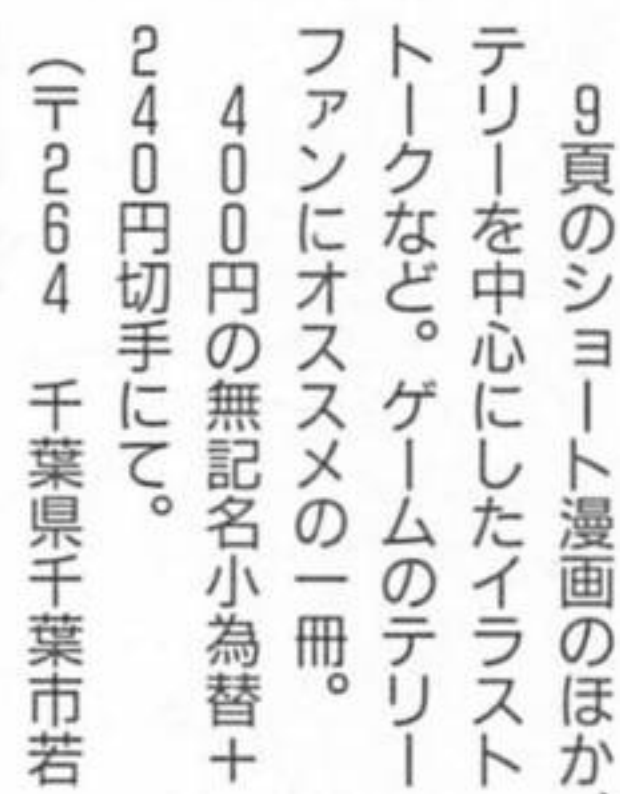 9頁のショート漫画のほか、
テリーを中心にしたイラスト
トークなど。ゲームのテリー
ファンにオススメの一冊。
400円の無記名小為替＋
240円切手にて。
（〒264　千葉県千葉市若